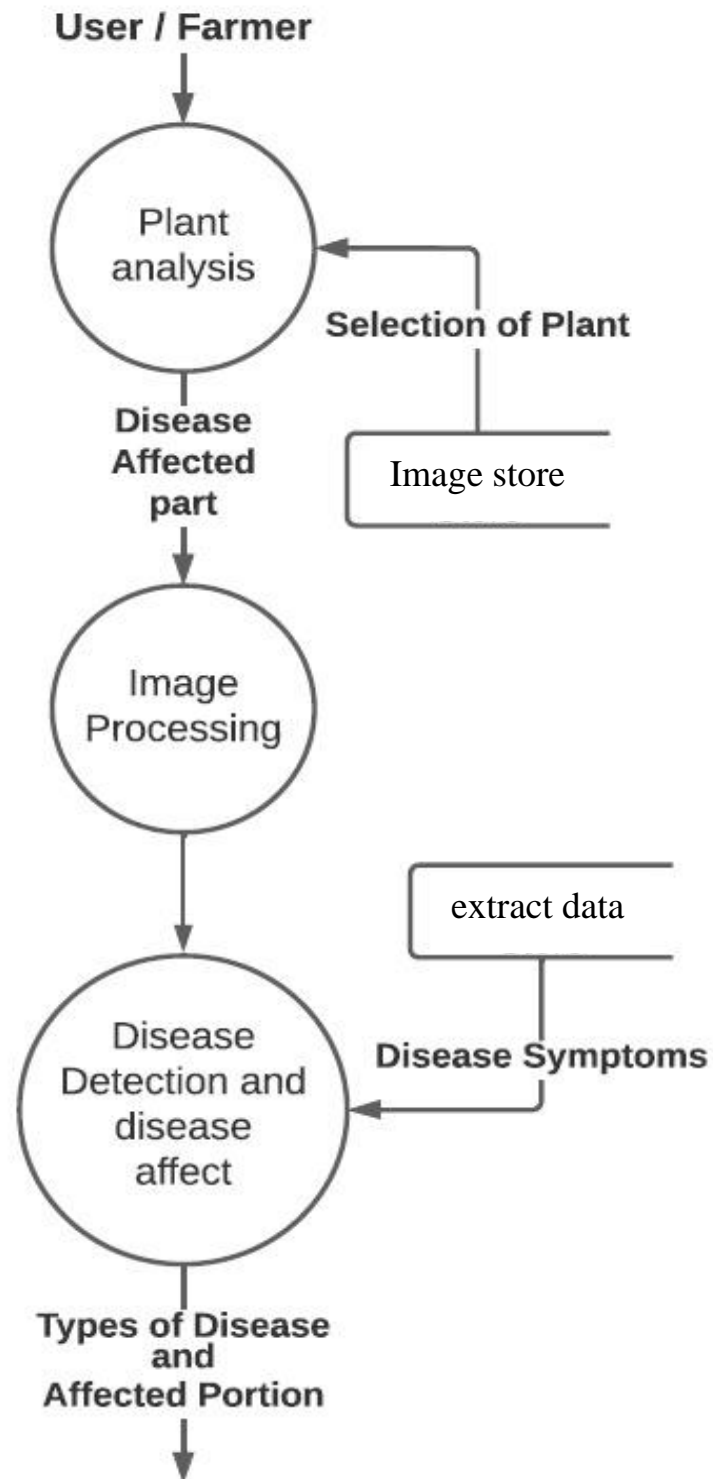 User / Farmer
Plant
analysis
Selection of Plant
Disease
Affected
part
Image store
Image
Processing
extract data
Disease
Detection and
disease
affect
Disease Symptoms
Types of Disease
and
Affected Portion